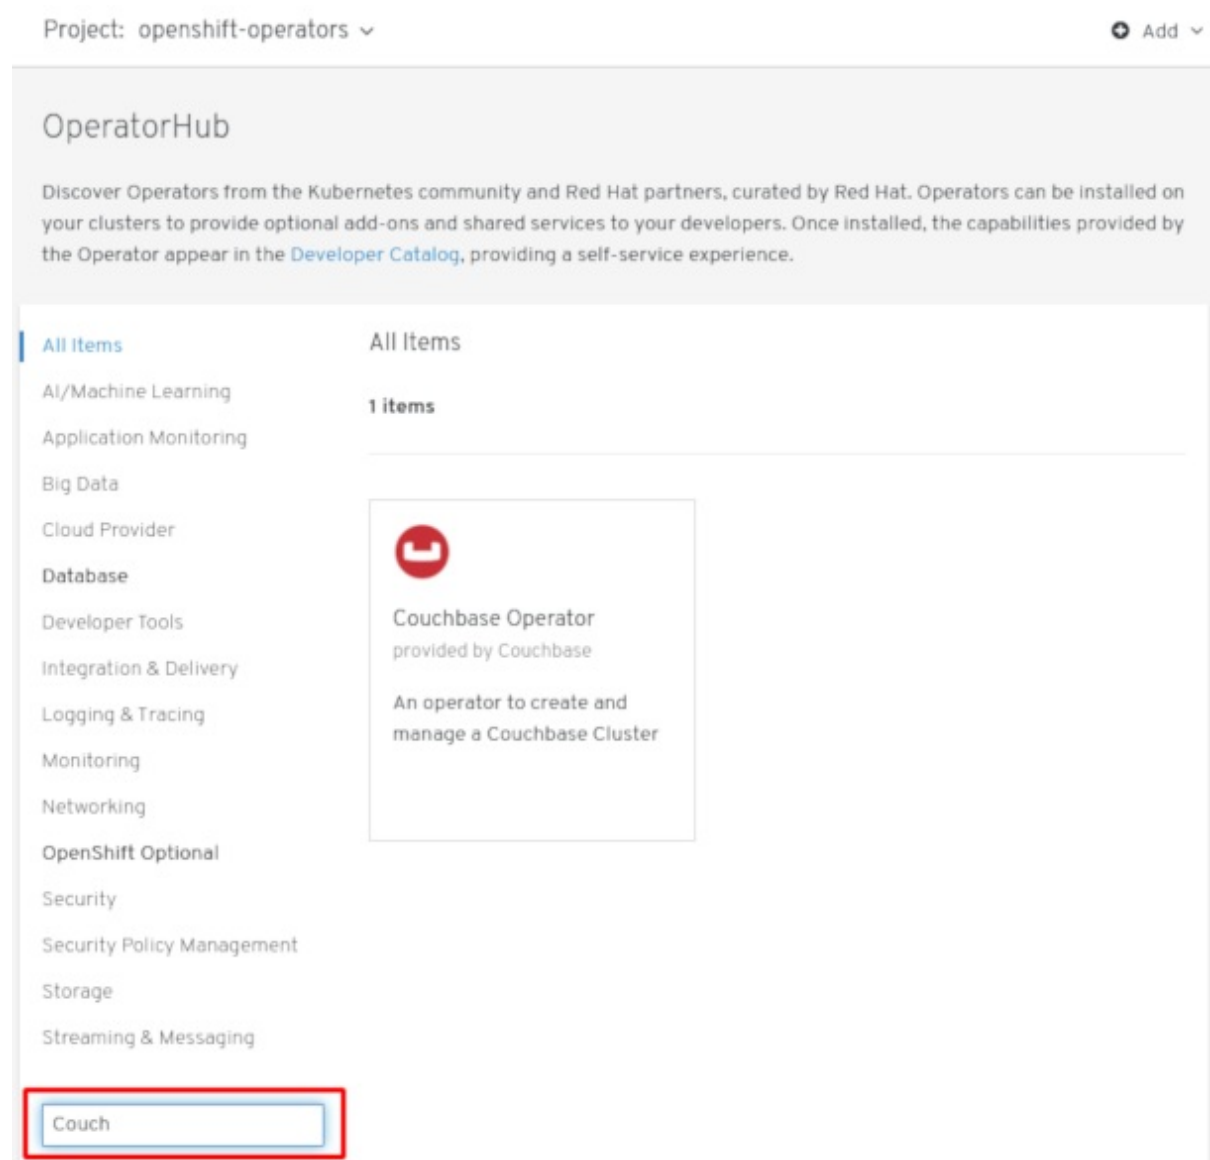 Project: openshift-operators
Add
OperatorHub
Discover Operators from the Kubernetes community and Red Hat partners, curated by Red Hat. Operators can be installed on
your clusters to provide optional add-ons and shared services to your developers. Once installed, the capabilities provided by
the Operator appear in the Developer Catalog, providing a self-service experience.
All Items
AI/Machine Learning
Application Monitoring
Big Data
Cloud Provider
Database
Developer Tools
Integration & Delivery
Logging & Tracing
Monitoring
Networking
OpenShift Optional
Security
Security Policy Management
Storage
Streaming & Messaging
Couch
All Items
1 items
Couchbase Operator
provided by Couchbase
An operator to create and
manage a Couchbase Cluster